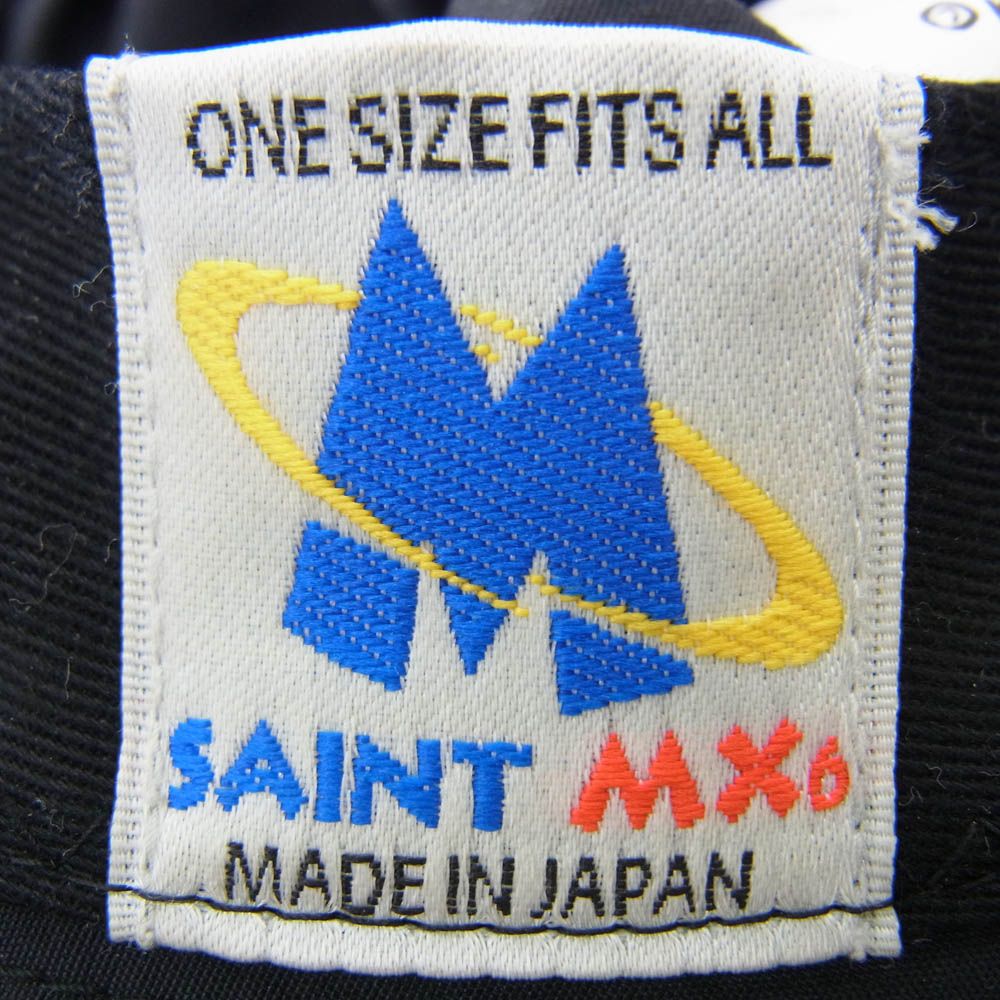 ONE SIZE FITS ALL
M
SAINT MX6
MADE IN JAPAN